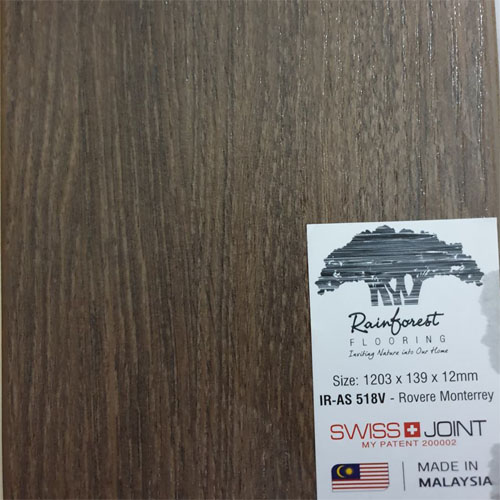 RW
Rainforest
FLOORING
Inviting Nature into Our Home
Size: 1203 x 139 x 12mm
IR-AS 518V - Rovere Monterrey
SWISS JOINT
MY PATENT 200002
MADE IN
MALAYSIA